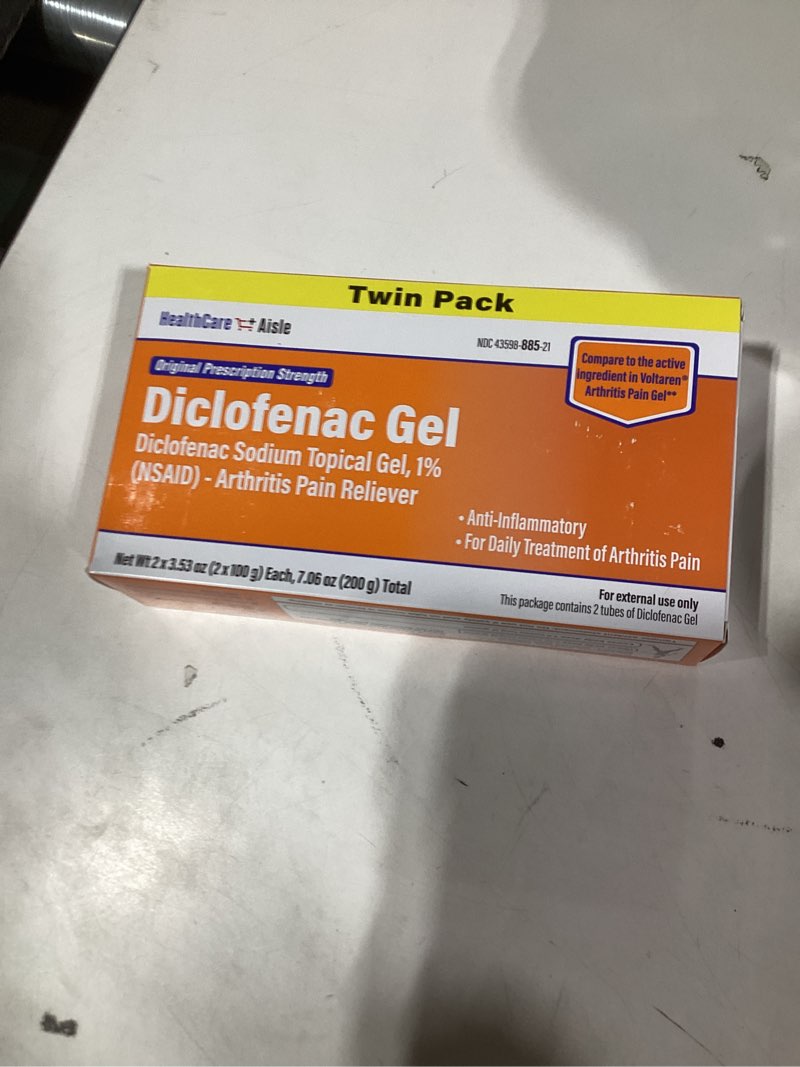 Twin Pack
HealthCare Aisle
NDC 43598-885-21
Compare to the active
ingredient in Voltaren®
Arthritis Pain Gel**
Original Prescription Strength
Diclofenac Gel
Diclofenac Sodium Topical Gel, 1%
(NSAID) - Arthritis Pain Reliever
• Anti-Inflammatory
• For Daily Treatment of Arthritis Pain
Net Wt 2 x 3.53 oz (2 x 100 g) Each, 7.06 oz (200 g) Total
For external use only
This package contains 2 tubes of Diclofenac Gel